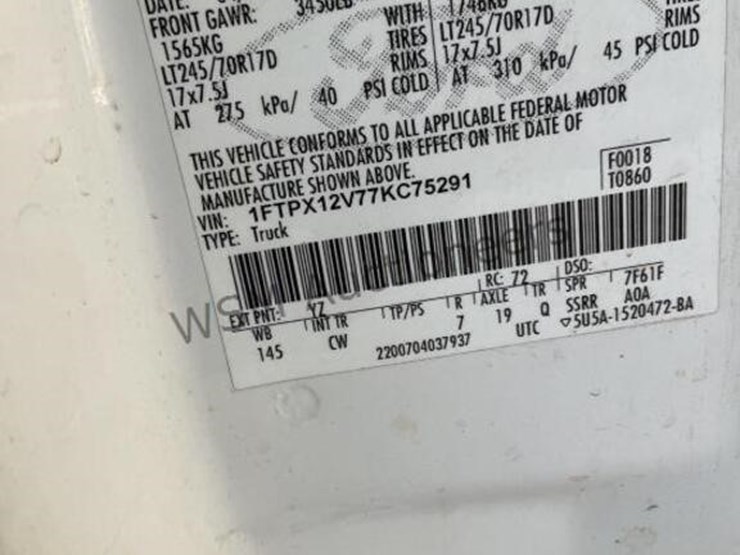 FRONT GAWR: 3450LB WITH 1748KG
1565KG TIRES LT245/70R17D
LT245/70R17D RIMS 17x7.5J RIMS
17x7.5J AT 310 kPa/ 45 PSI COLD
AT 275 kPa/ 40 PSI COLD
THIS VEHICLE CONFORMS TO ALL APPLICABLE FEDERAL MOTOR
VEHICLE SAFETY STANDARDS IN EFFECT ON THE DATE OF
MANUFACTURE SHOWN ABOVE.
VIN: 1FTPX12V77KC75291
TYPE: Truck
F0018
T0860
WSM Auctioneers
EXT PNT: YZ RC: 72 DSO:
WB INT TR TP/PS R AXLE TR SPR 7F61F
145 CW 7 19 Q SSRR A0A
2200704037937 UTC ▽5U5A-1520472-BA